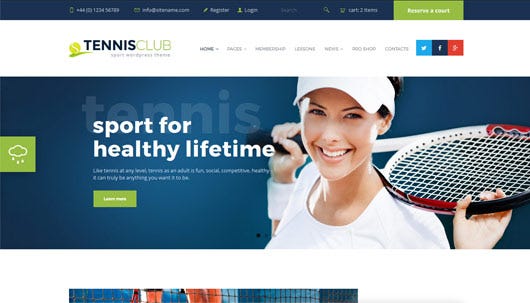 +44 (0) 1234 56789 info@sitename.com Register Login Search cart: 2 items Reserve a court
TENNISCLUB
sport wordpress theme
HOME PAGES MEMBERSHIP LESSONS NEWS PRO SHOP CONTACTS
tennis
sport for
healthy lifetime
Like tennis at any level, tennis as an adult is fun, social, competitive, healthy
it can truly be anything you want it to be.
Learn more